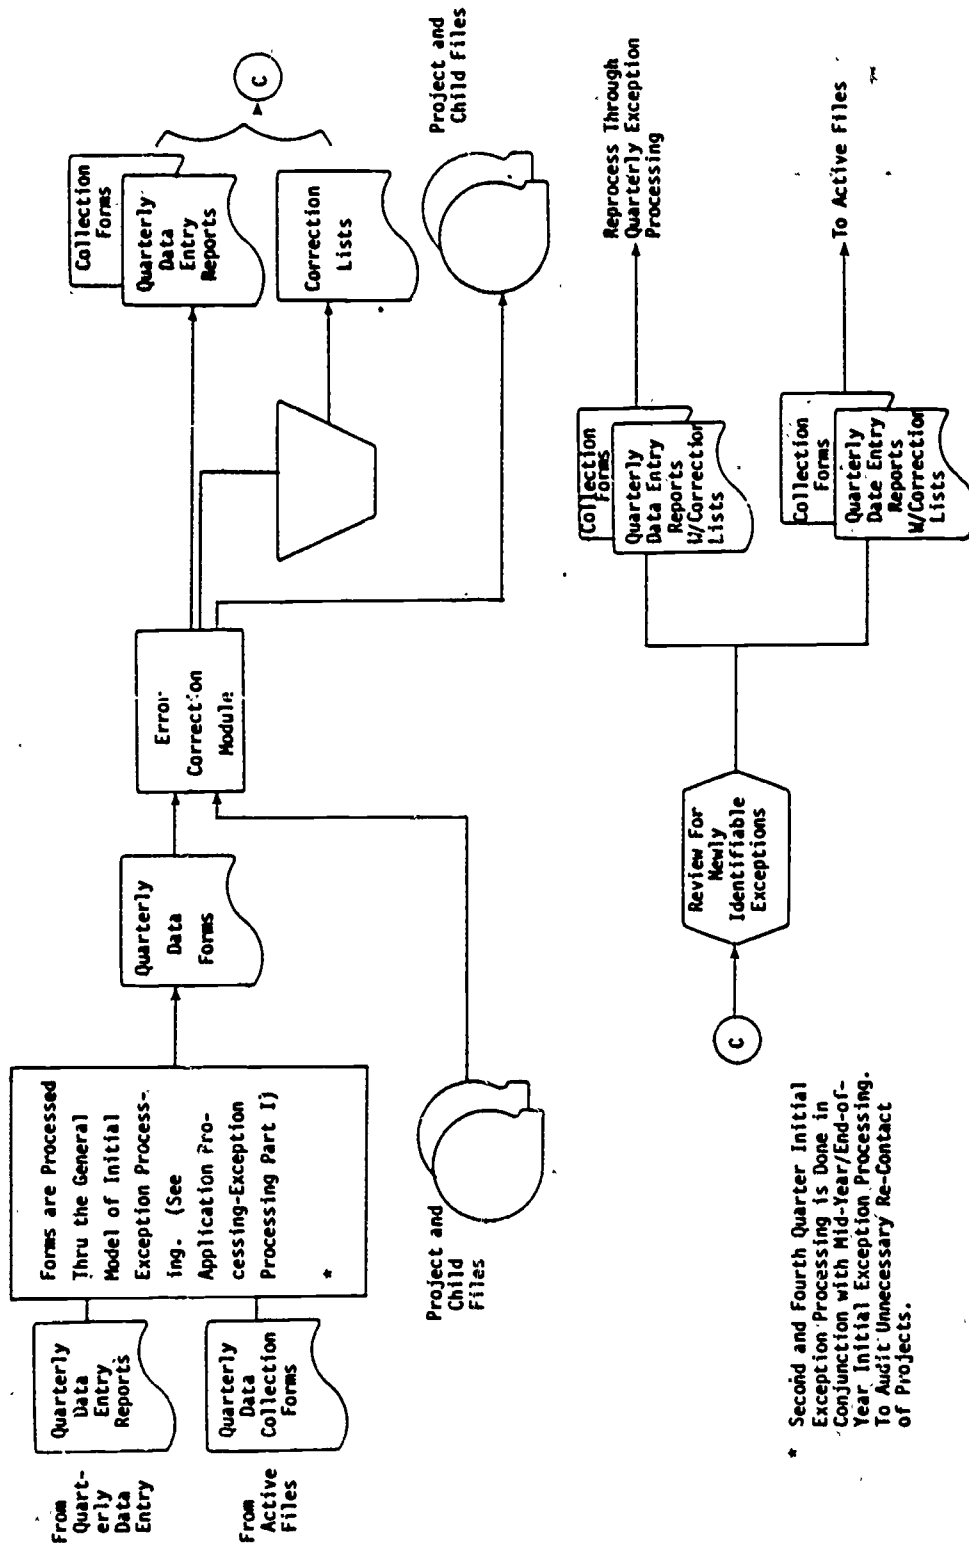 From
Quart-
erly
Data
Entry
Quarterly
Data
Entry
Reports
From
Active
Files
Quarterly
Data
Collection
Forms
Forms are Processed
Thru the General
Model of Initial
Exception Process-
ing. (See
Application Pro-
cessing-Exception
Processing Part I)
*
Quarterly
Data
Forms
Project and
Child
Files
Error
Correction
Module
Collection
Forms
Quarterly
Data
Entry
Reports
Correction
Lists
C
Project and
Child Files
C
Review For
Newly
Identifiable
Exceptions
Collection
Forms
Quarterly
Data Entry
Reports
W/Correction
Lists
Reprocess Through
Quarterly Exception
Processing
Collection
Forms
Quarterly
Date Entry
Reports
W/Correction
Lists
To Active Files
* Second and Fourth Quarter Initial
Exception Processing is Done in
Conjunction with Mid-Year/End-of-
Year Initial Exception Processing.
To Audit Unnecessary Re-Contact
of Projects.